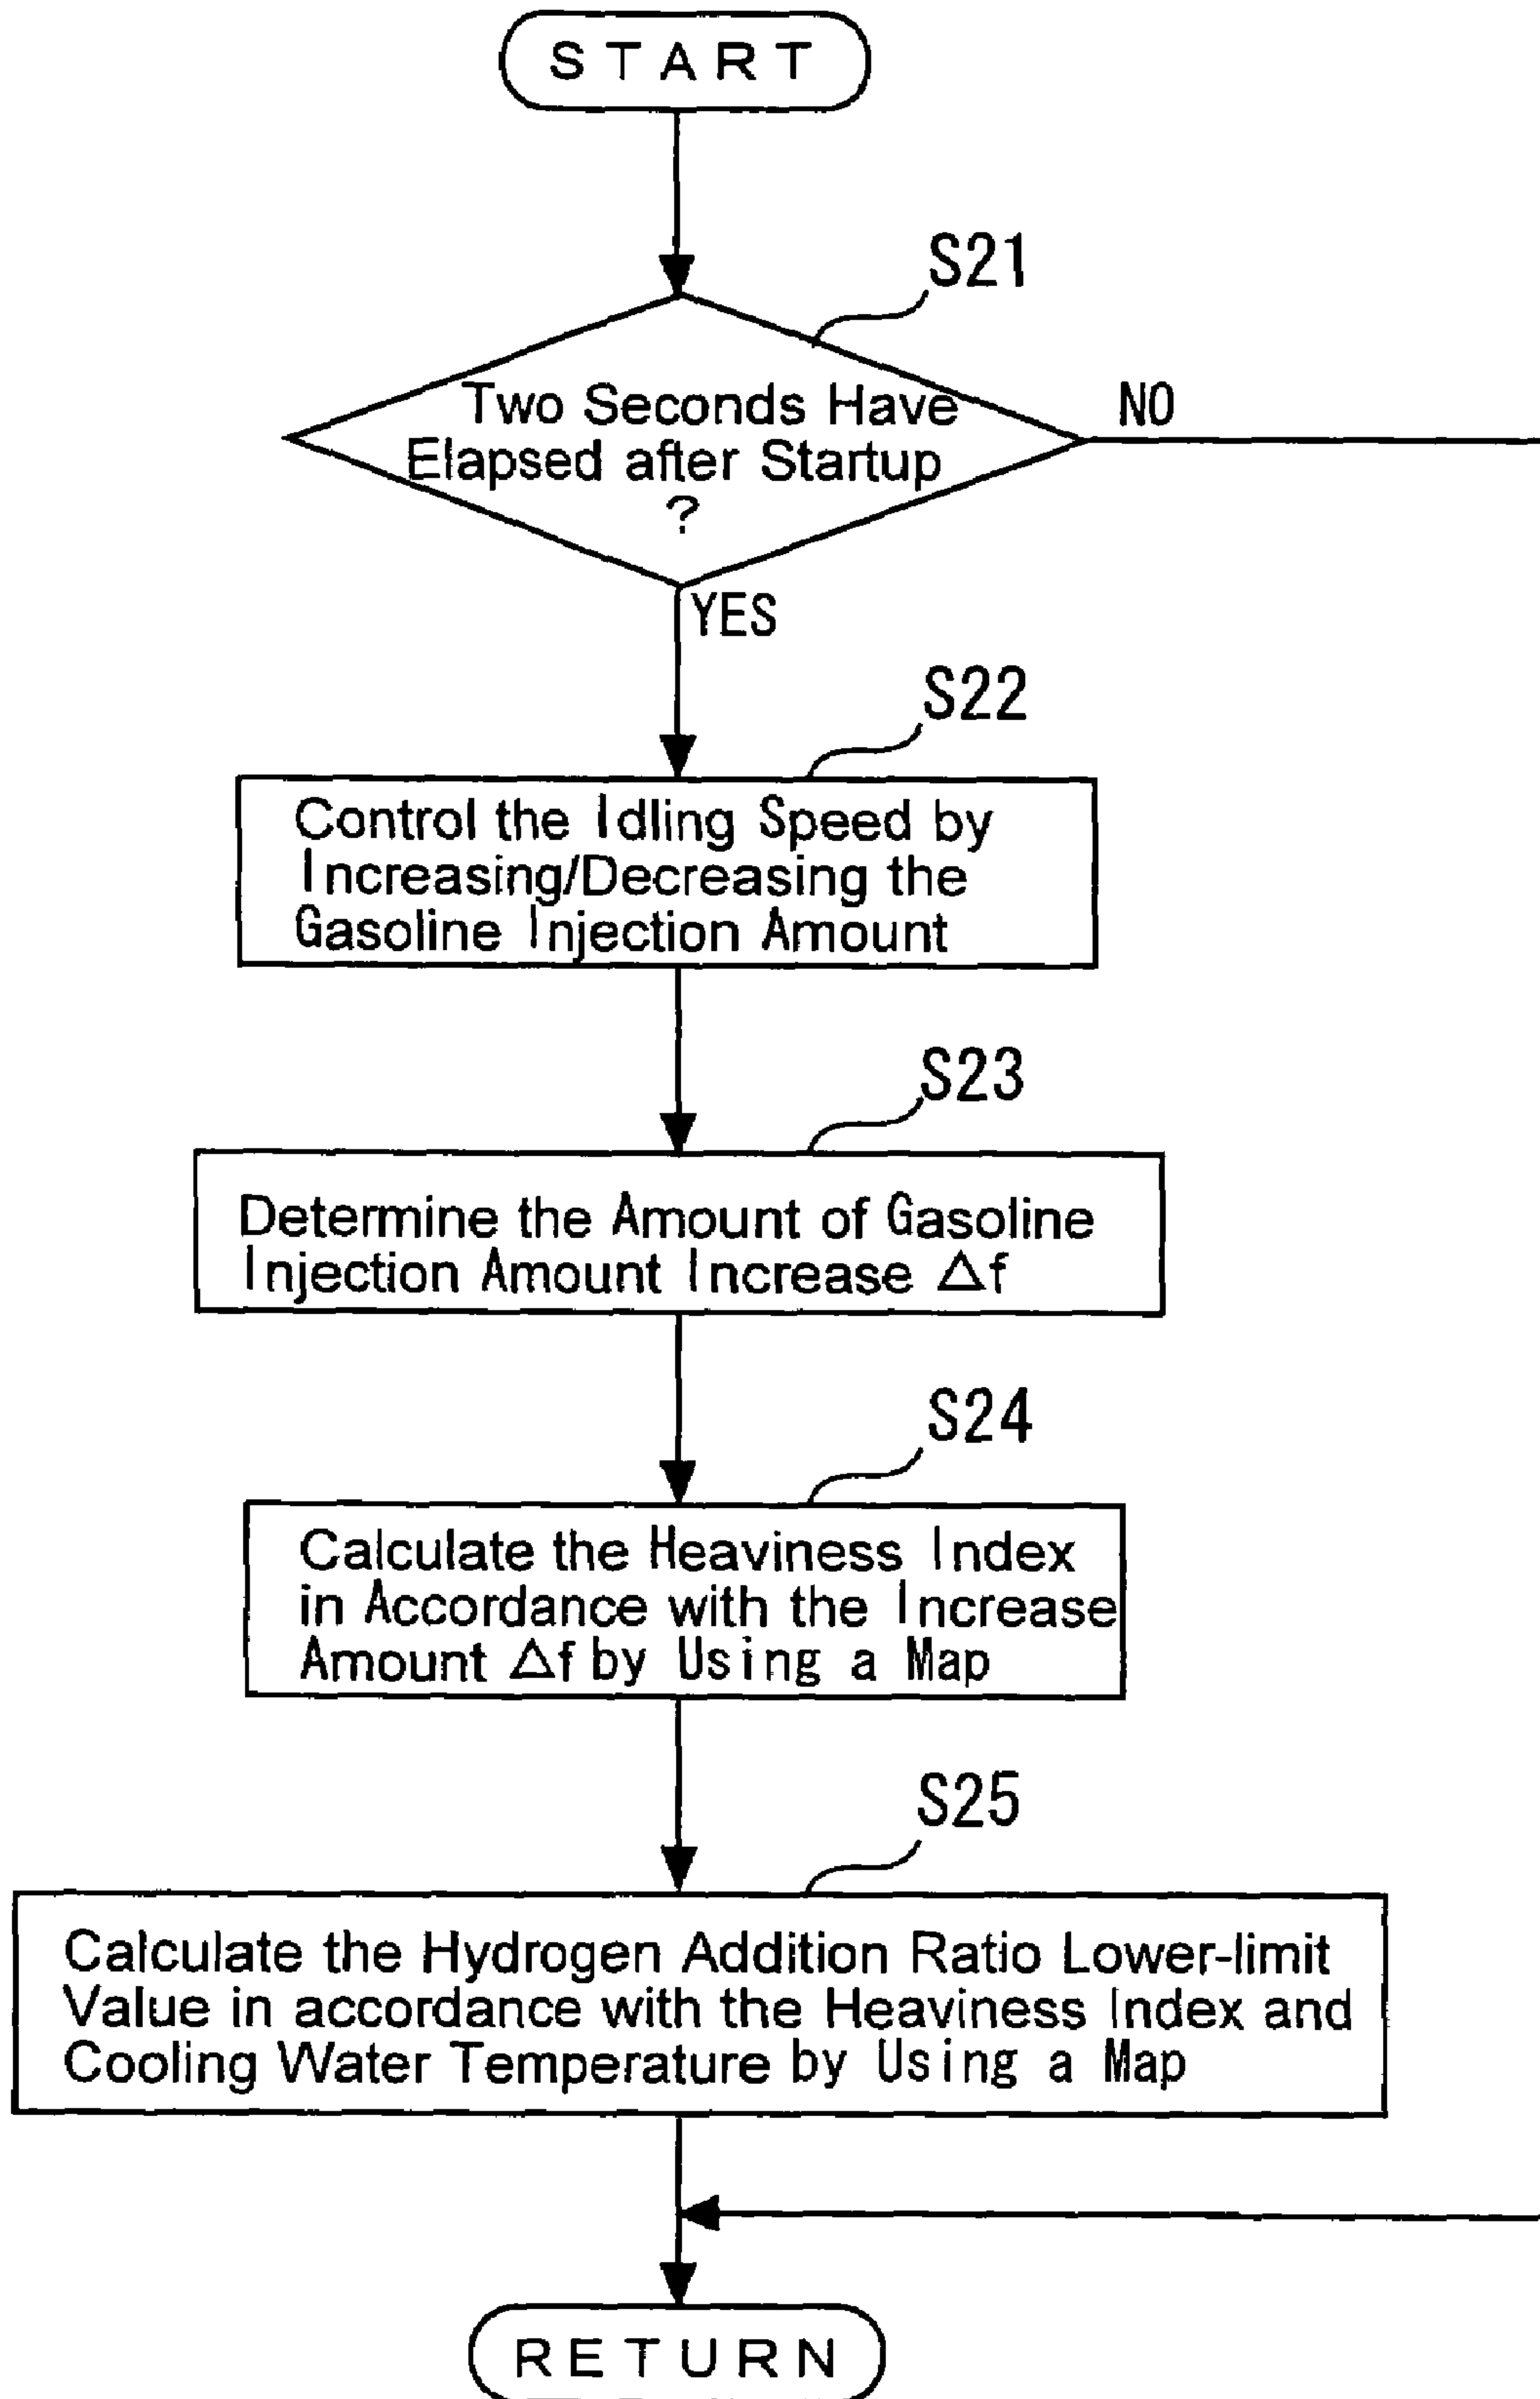 START
S21
Two Seconds Have
Elapsed after Startup
?
NO
YES
S22
Control the Idling Speed by
Increasing/Decreasing the
Gasoline Injection Amount
S23
Determine the Amount of Gasoline
Injection Amount Increase Δf
S24
Calculate the Heaviness Index
in Accordance with the Increase
Amount Δf by Using a Map
S25
Calculate the Hydrogen Addition Ratio Lower-limit
Value in accordance with the Heaviness Index and
Cooling Water Temperature by Using a Map
RETURN